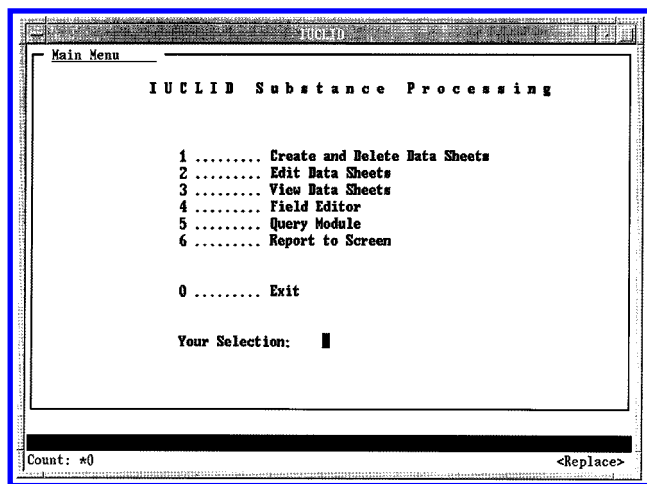 IUCLID
Main Menu
IUCLID Substance Processing
1 ......... Create and Delete Data Sheets
2 ......... Edit Data Sheets
3 ......... View Data Sheets
4 ......... Field Editor
5 ......... Query Module
6 ......... Report to Screen
0 ......... Exit
Your Selection:
Count: *0 <Replace>